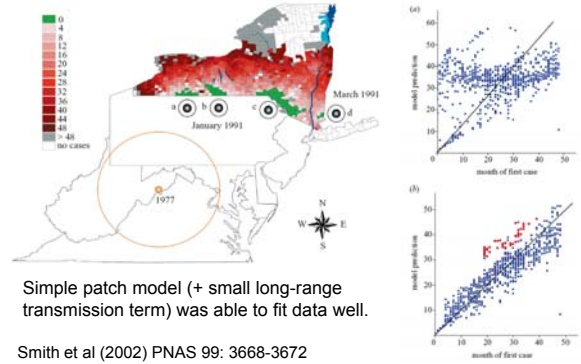 0
4
8
12
16
20
24
28
32
36
40
44
48
> 48
no cases
a
b
c
d
January 1991
March 1991
1977
N
W
E
S
(a)
60
50
40
30
20
10
model prediction
0 10 20 30 40 50 60
month of first case
(b)
50
40
30
20
10
model prediction
0 10 20 30 40 50 60
month of first case
Simple patch model (+ small long-range
transmission term) was able to fit data well.
Smith et al (2002) PNAS 99: 3668-3672